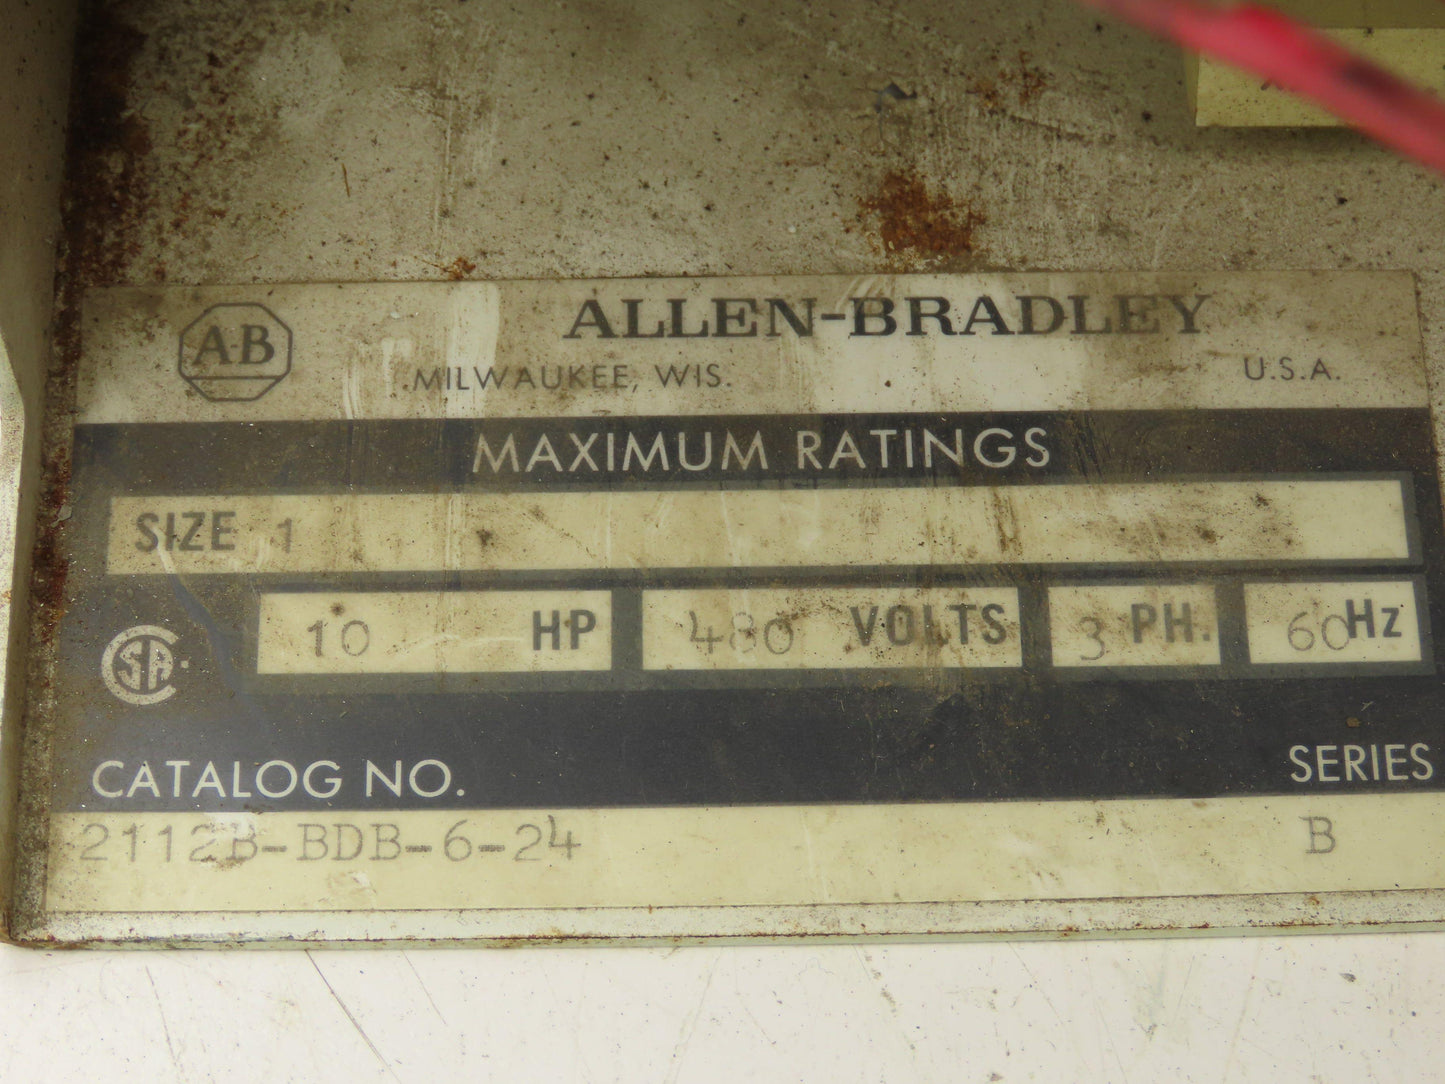 A-B
ALLEN-BRADLEY
MILWAUKEE, WIS. U.S.A.
MAXIMUM RATINGS
SIZE 1
10 HP 480 VOLTS 3 PH. 60 Hz
CSA
CATALOG NO. SERIES
2112B-BDB-6-24 B